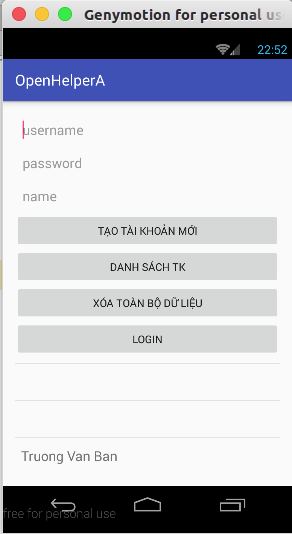 Genymotion for personal us
22:52
OpenHelperA
username
password
name
TẠO TÀI KHOẢN MỚI
DANH SÁCH TK
XÓA TOÀN BỘ DỮ LIỆU
LOGIN
Truong Van Ban
free for personal use